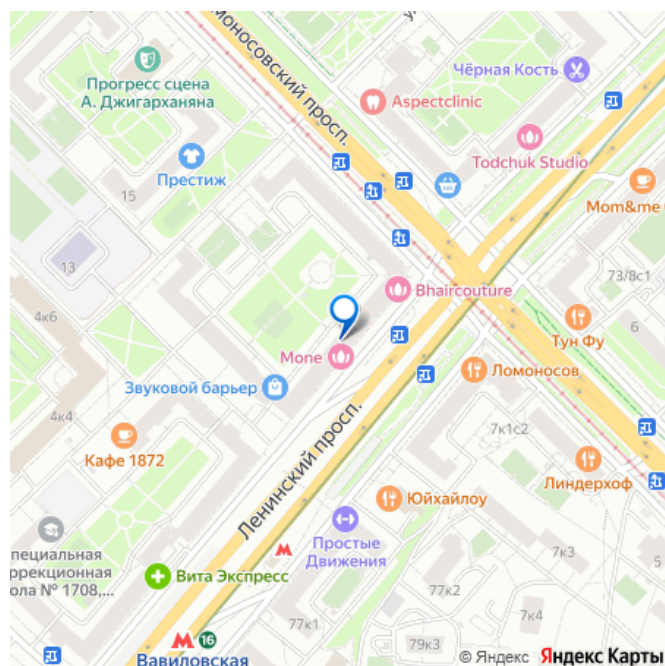 моносовский просп.
Прогресс сцена
А. Джигарханяна
Чёрная Кость
Aspectclinic
Todchuk Studio
Престиж
15
Mom&me
13
73/8с1
Bhaircouture
4к6
6
Тун Фу
Mone
Ломоносов
Звуковой барьер
4к4
7к1с2
Кафе 1872
Ленинский просп.
Линдерхоф
Юйхайлоу
пециальная
ррекционная
ола № 1708,...
Простые
Движения
7к3
5
Вита Экспресс
77к2
7к4
77к1
79к3
16
Вавиловская
© Яндекс Яндекс Карты